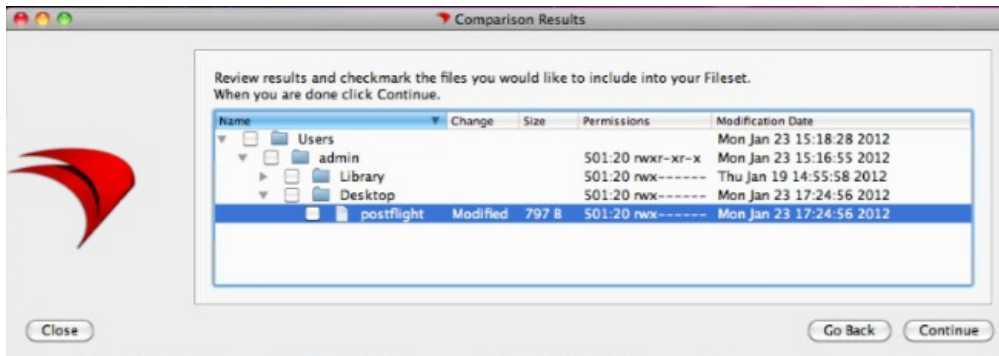 Comparison Results
Review results and checkmark the files you would like to include into your Fileset.
When you are done click Continue.
Name Change Size Permissions Modification Date
Users Mon Jan 23 15:18:28 2012
admin 501:20 rwxr-xr-x Mon Jan 23 15:16:55 2012
Library 501:20 rwx------ Thu Jan 19 14:55:58 2012
Desktop 501:20 rwx------ Mon Jan 23 17:24:56 2012
postflight Modified 797 B 501:20 rwx------ Mon Jan 23 17:24:56 2012
Close Go Back Continue